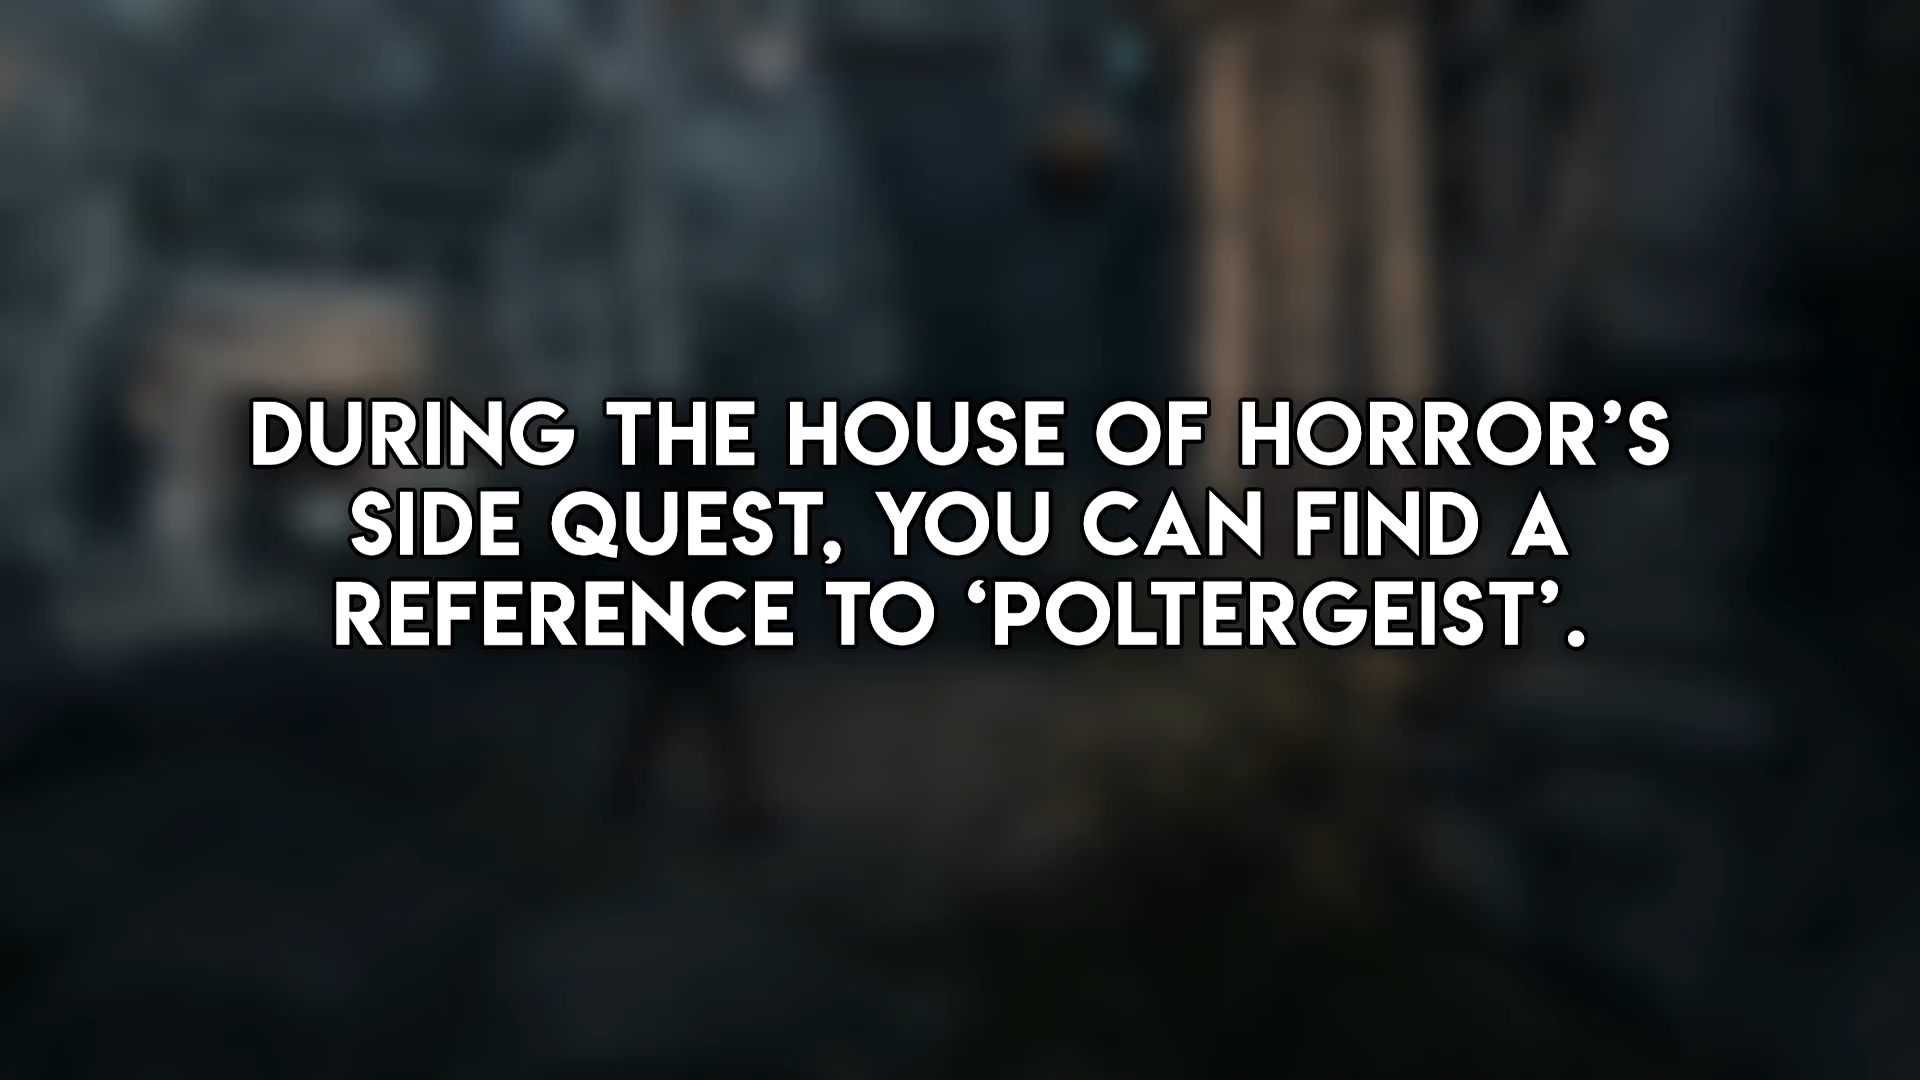 DURING THE HOUSE OF HORROR’S
SIDE QUEST, YOU CAN FIND A
REFERENCE TO ‘POLTERGEIST’.